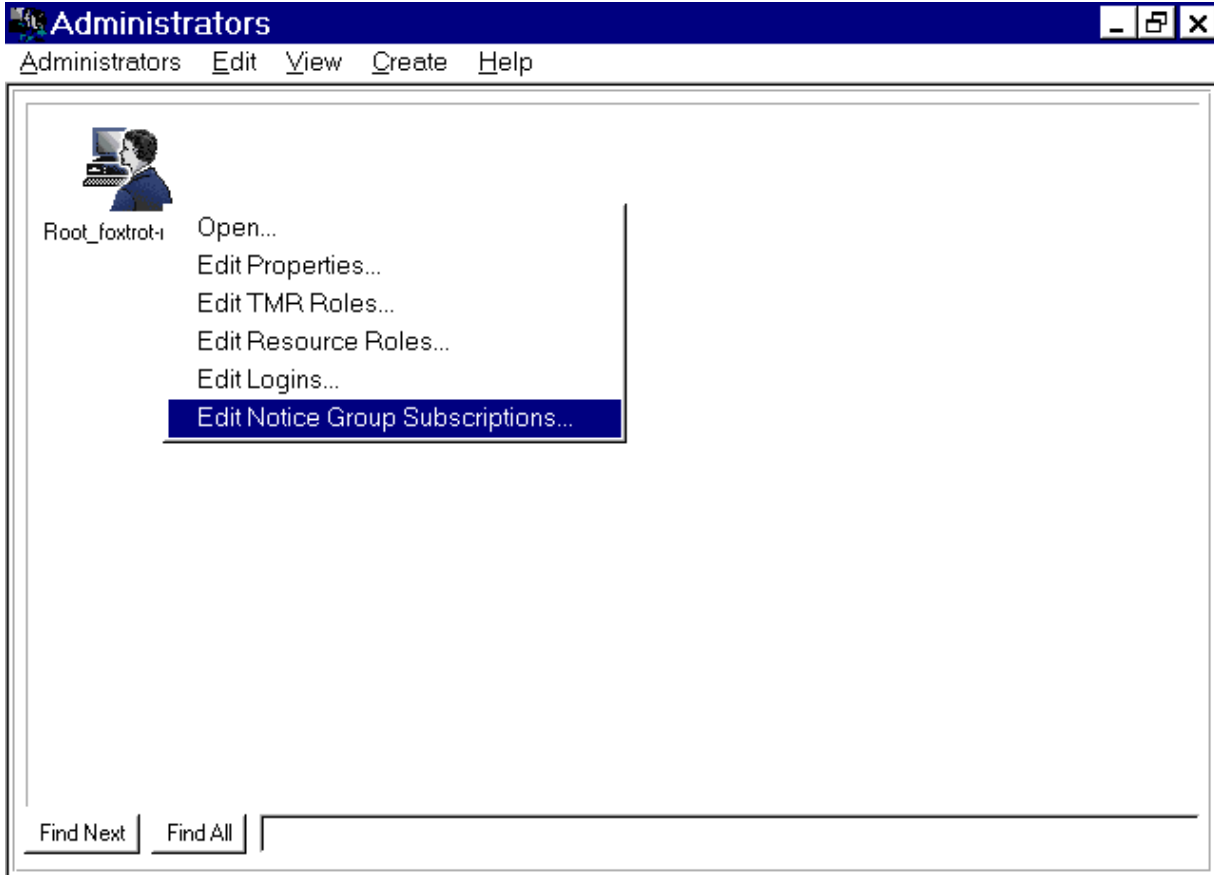 Administrators
Administrators Edit View Create Help
Root_foxtrot-r
Open...
Edit Properties...
Edit TMR Roles...
Edit Resource Roles...
Edit Logins...
Edit Notice Group Subscriptions...
Find Next Find All